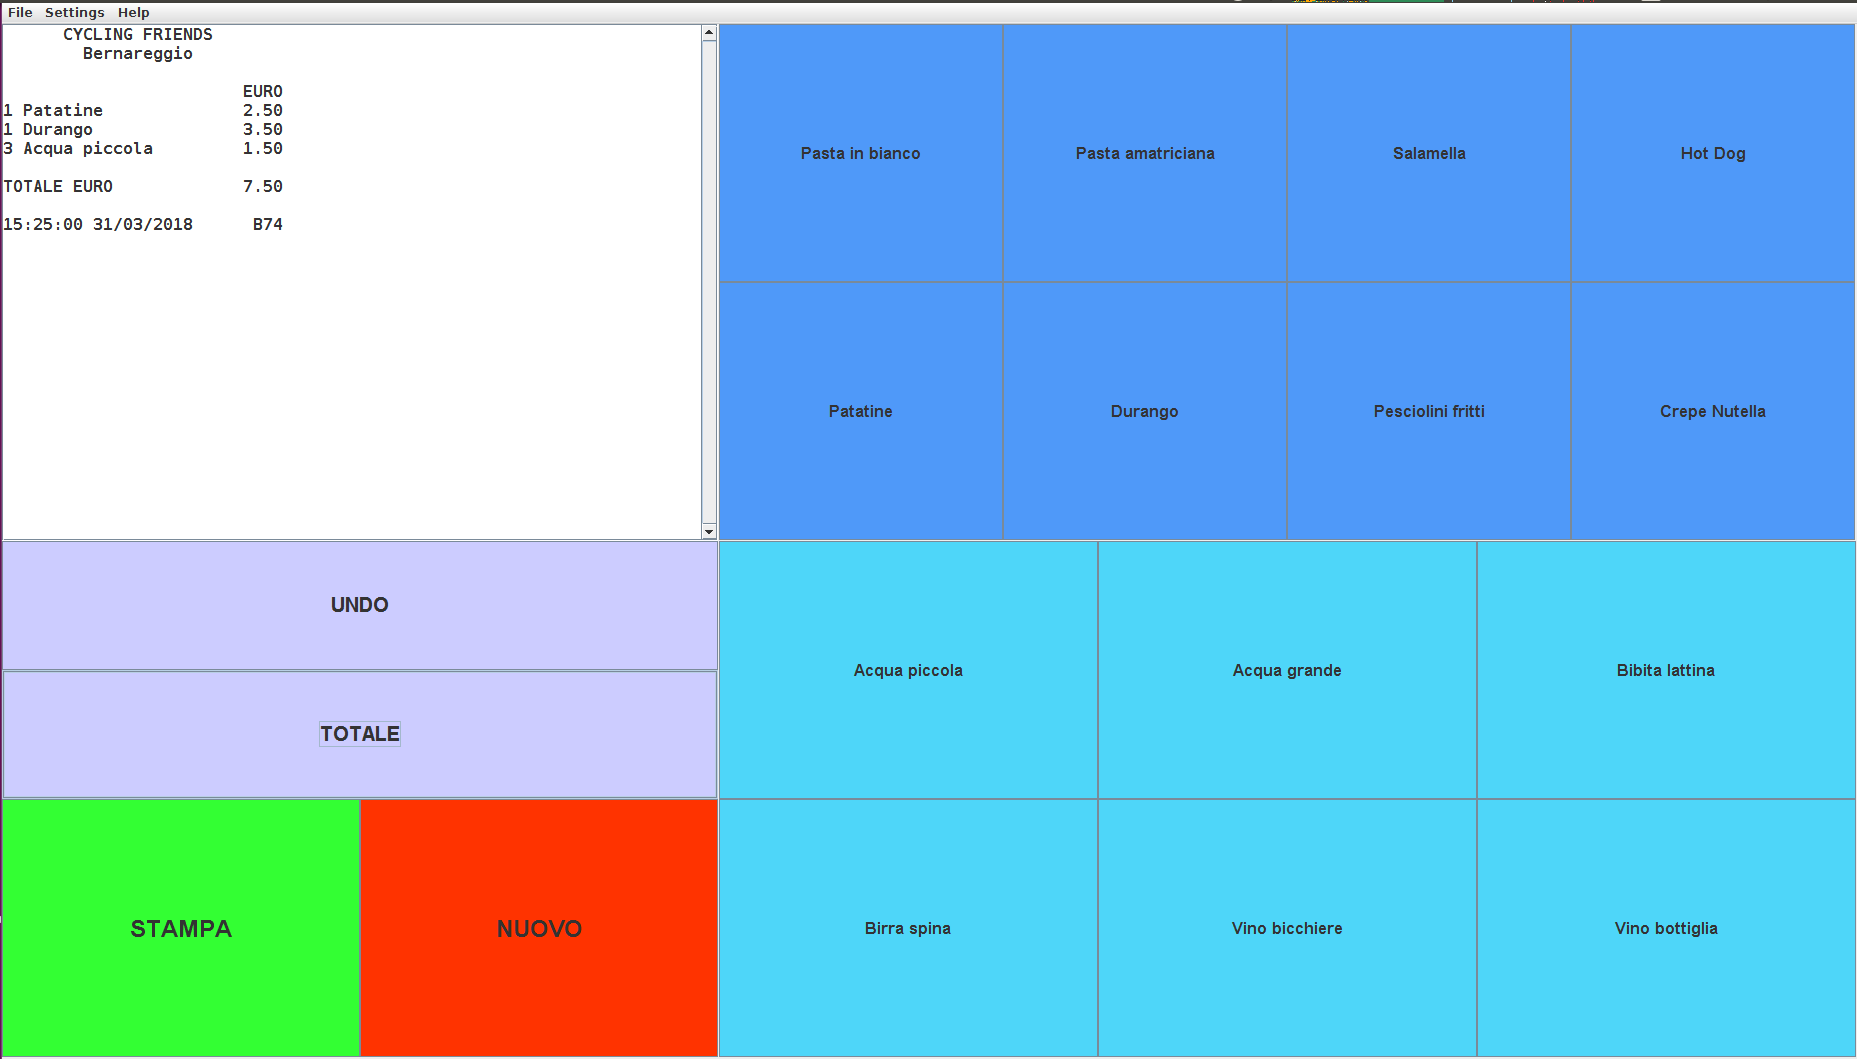 File Settings Help
CYCLING FRIENDS
Bernareggio
EURO
1 Patatine 2.50
1 Durango 3.50
3 Acqua piccola 1.50
TOTALE EURO 7.50
15:25:00 31/03/2018 B74
Pasta in bianco Pasta amatriciana Salamella Hot Dog
Patatine Durango Pesciolini fritti Crepe Nutella
UNDO
TOTALE
STAMPA NUOVO
Acqua piccola Acqua grande Bibita lattina
Birra spina Vino bicchiere Vino bottiglia